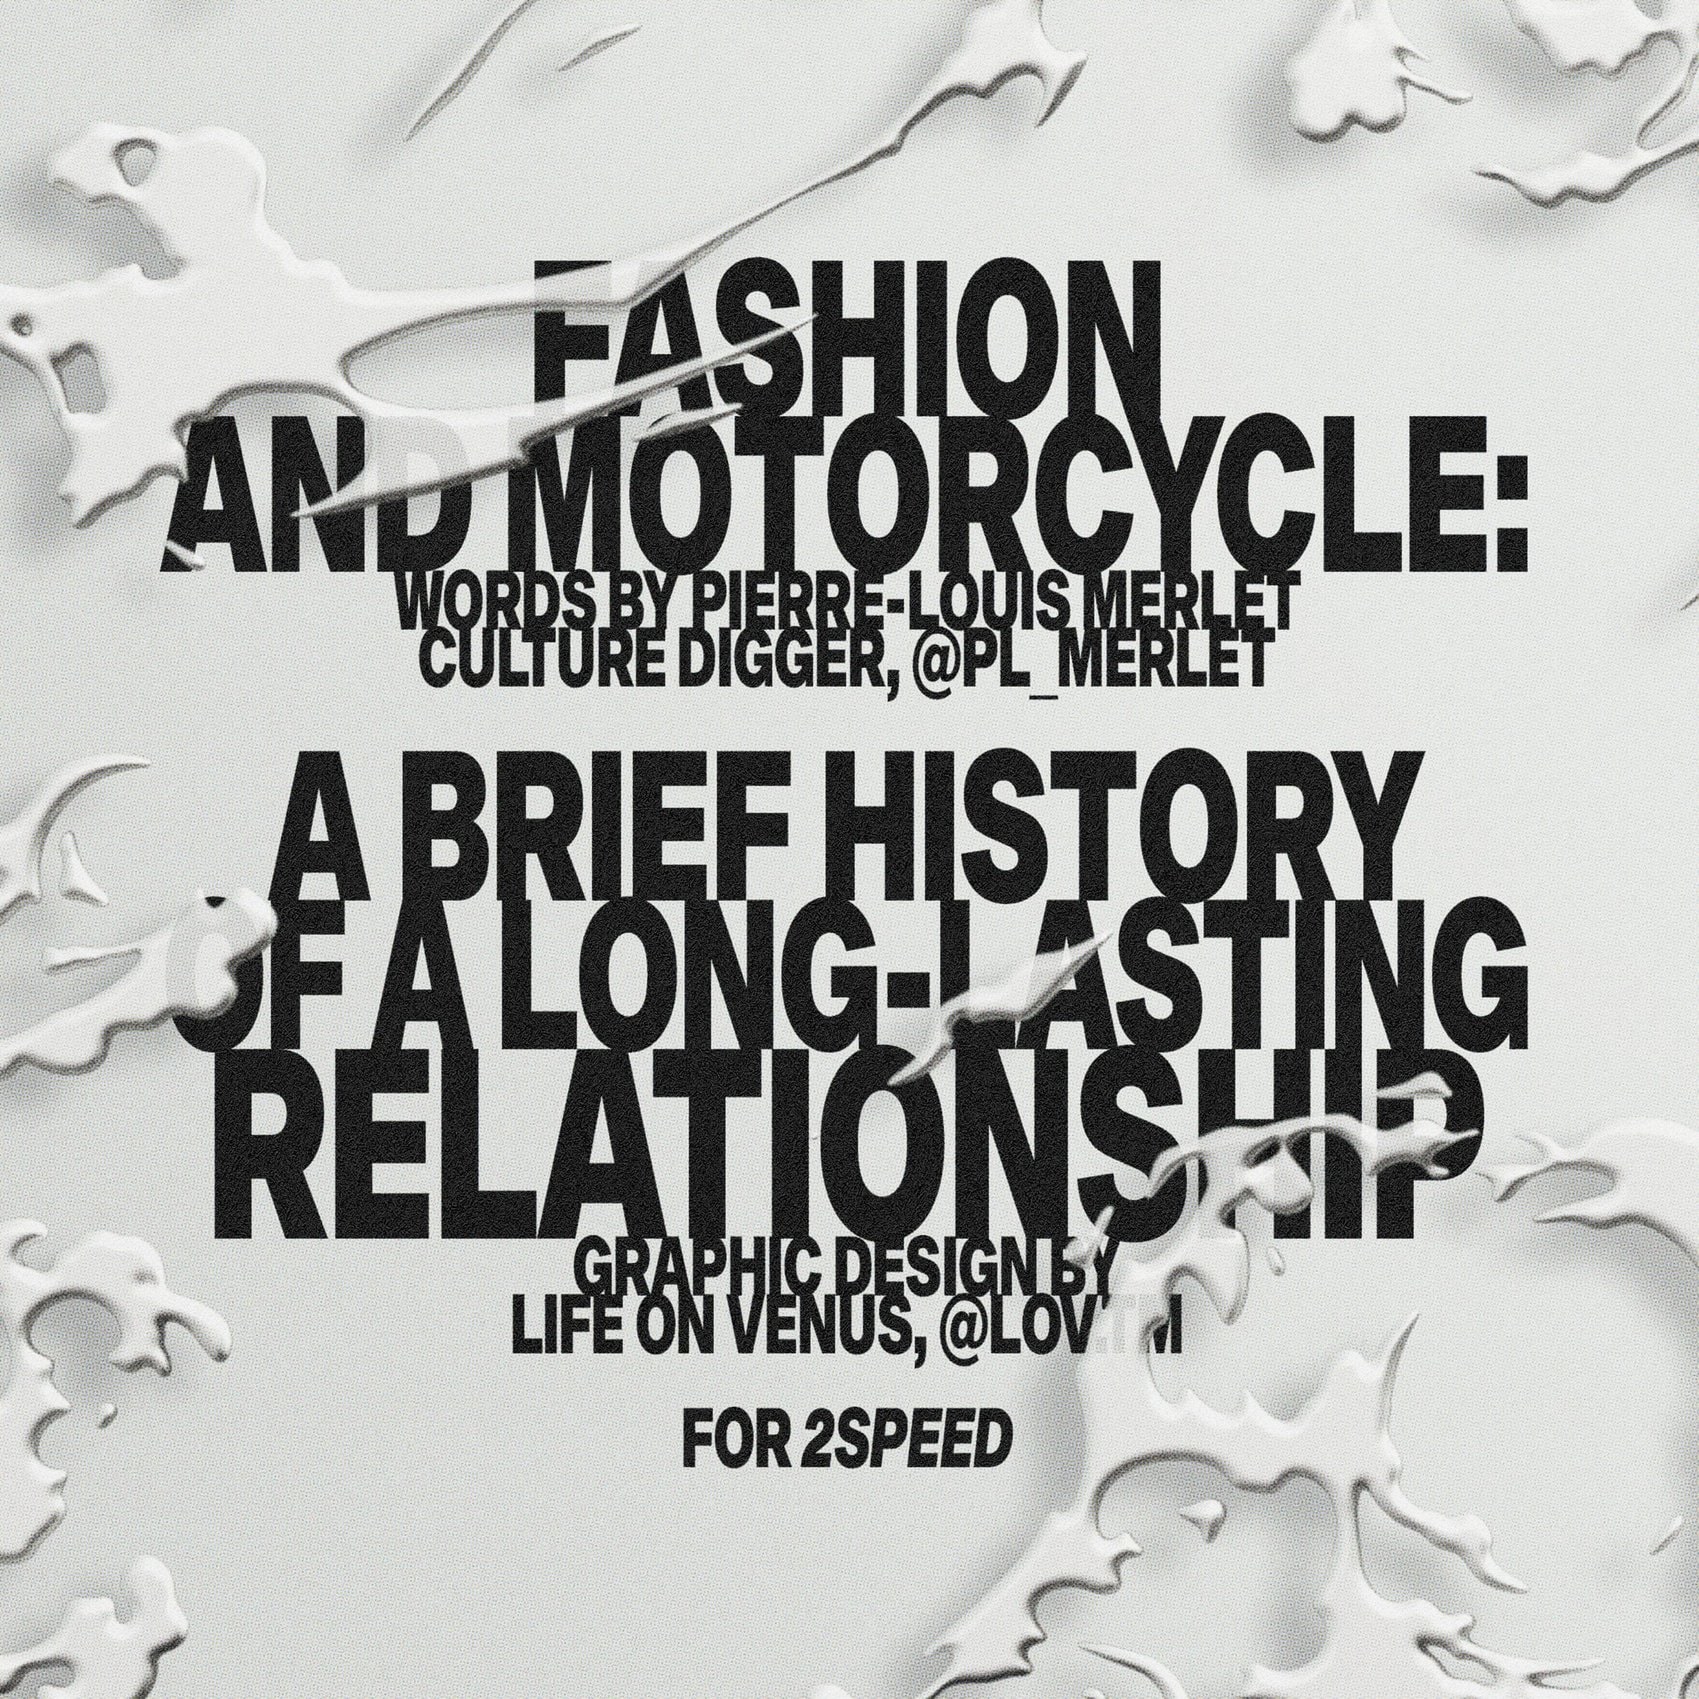 FASHION
AND MOTORCYCLE:
WORDS BY PIERRE-LOUIS MERLET
CULTURE DIGGER, @PL_MERLET
A BRIEF HISTORY
OF A LONG-LASTING
RELATIONSHIP
GRAPHIC DESIGN BY
LIFE ON VENUS, @LOV.TM
FOR 2SPEED